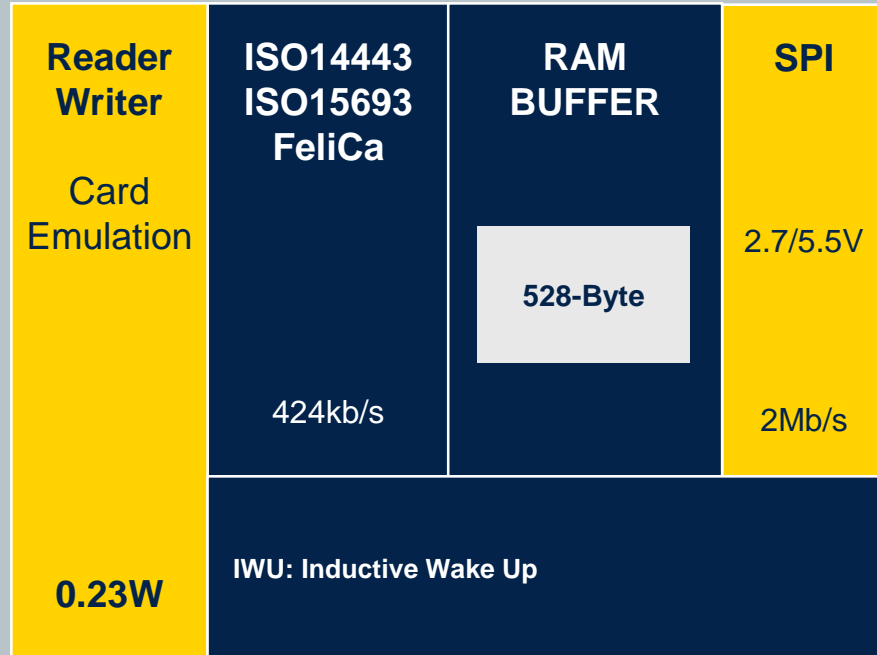 Reader
Writer
Card
Emulation
0.23W
ISO14443
ISO15693
FeliCa
424kb/s
RAM
BUFFER
528-Byte
SPI
2.7/5.5V
2Mb/s
IWU: Inductive Wake Up